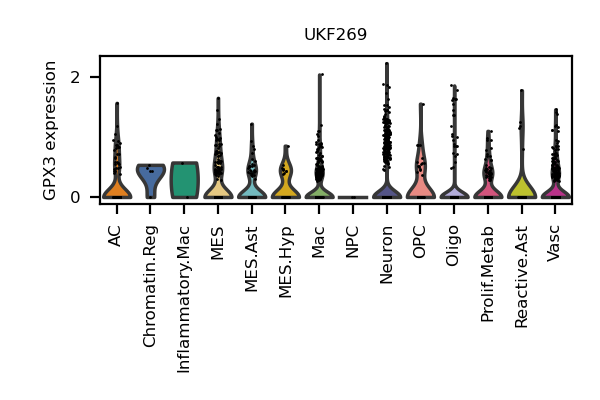 UKF269
GPX3 expression
2
0
AC
Chromatin.Reg
Inflammatory.Mac
MES
MES.Ast
MES.Hyp
Mac
NPC
Neuron
OPC
Oligo
Prolif.Metab
Reactive.Ast
Vasc